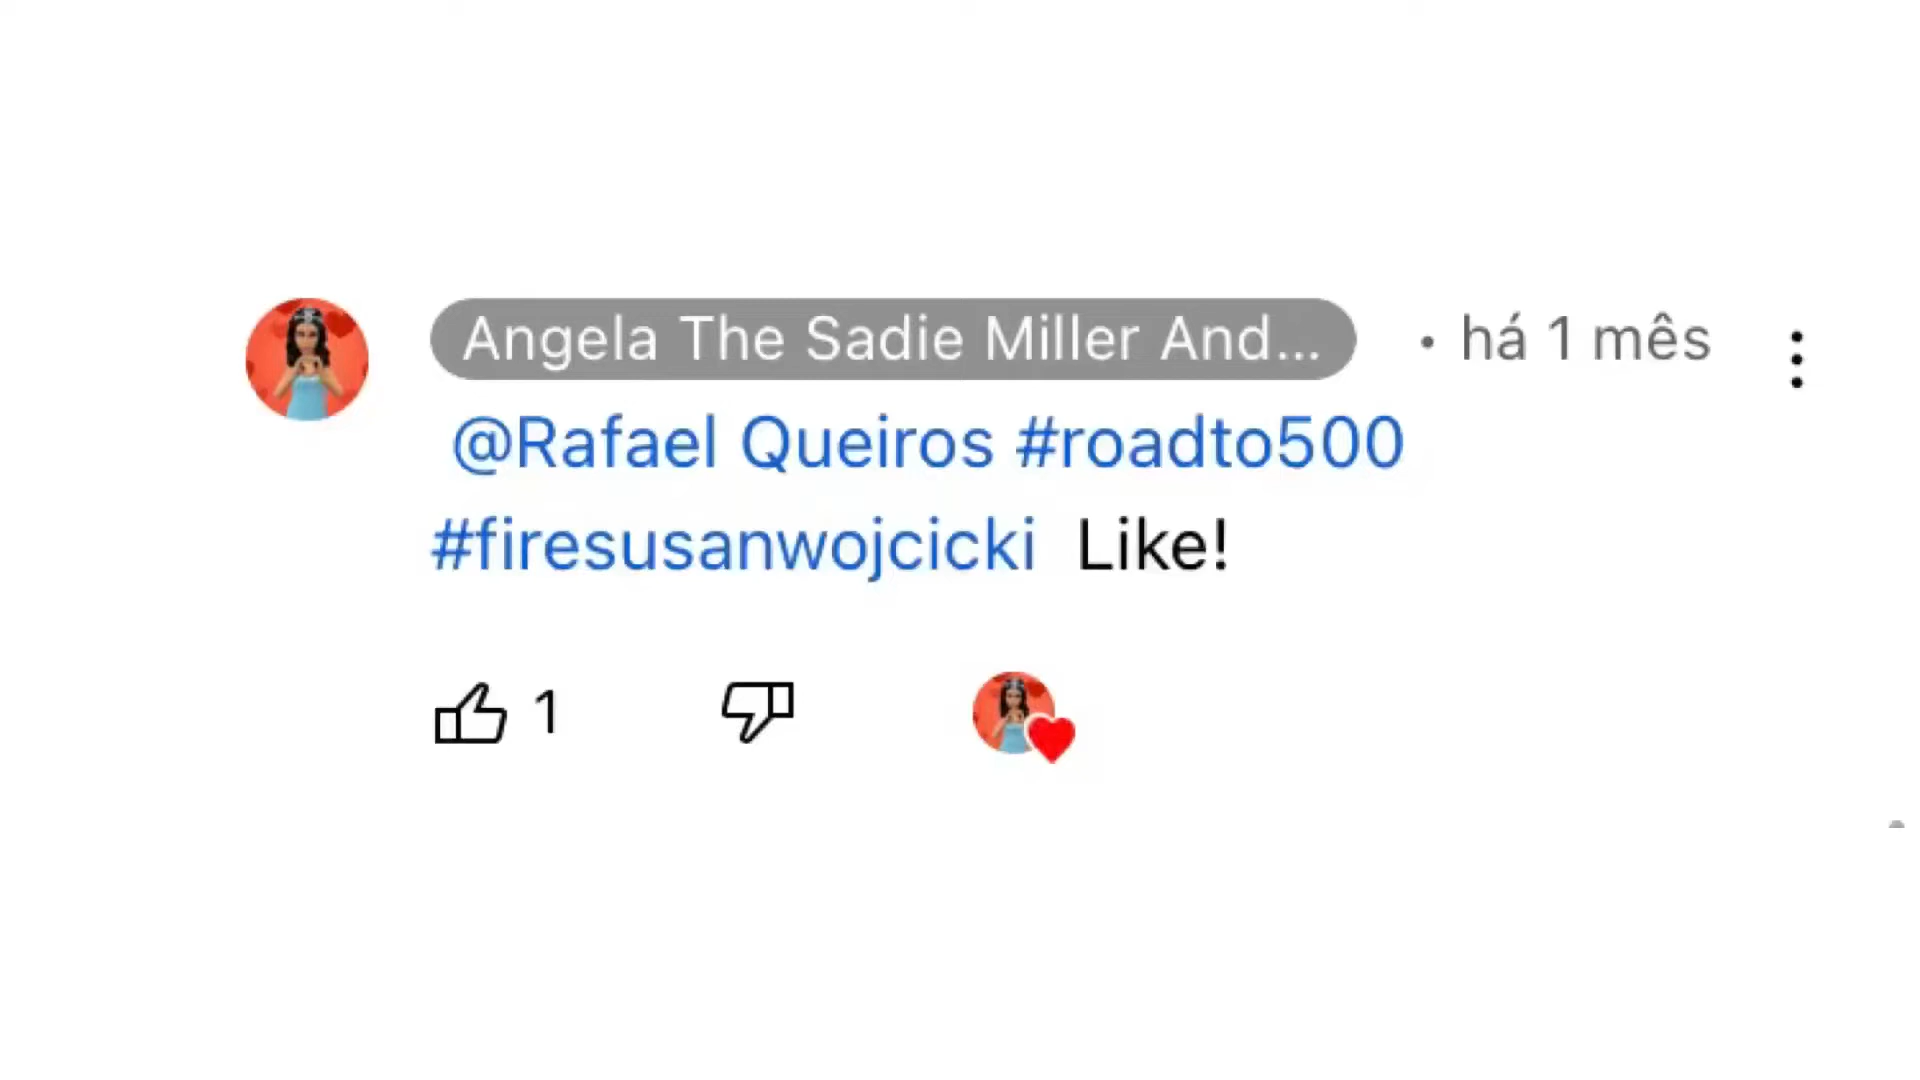 Angela The Sadie Miller And... • há 1 mês
@Rafael Queiros #roadto500
#firesusanwojcicki Like!
1